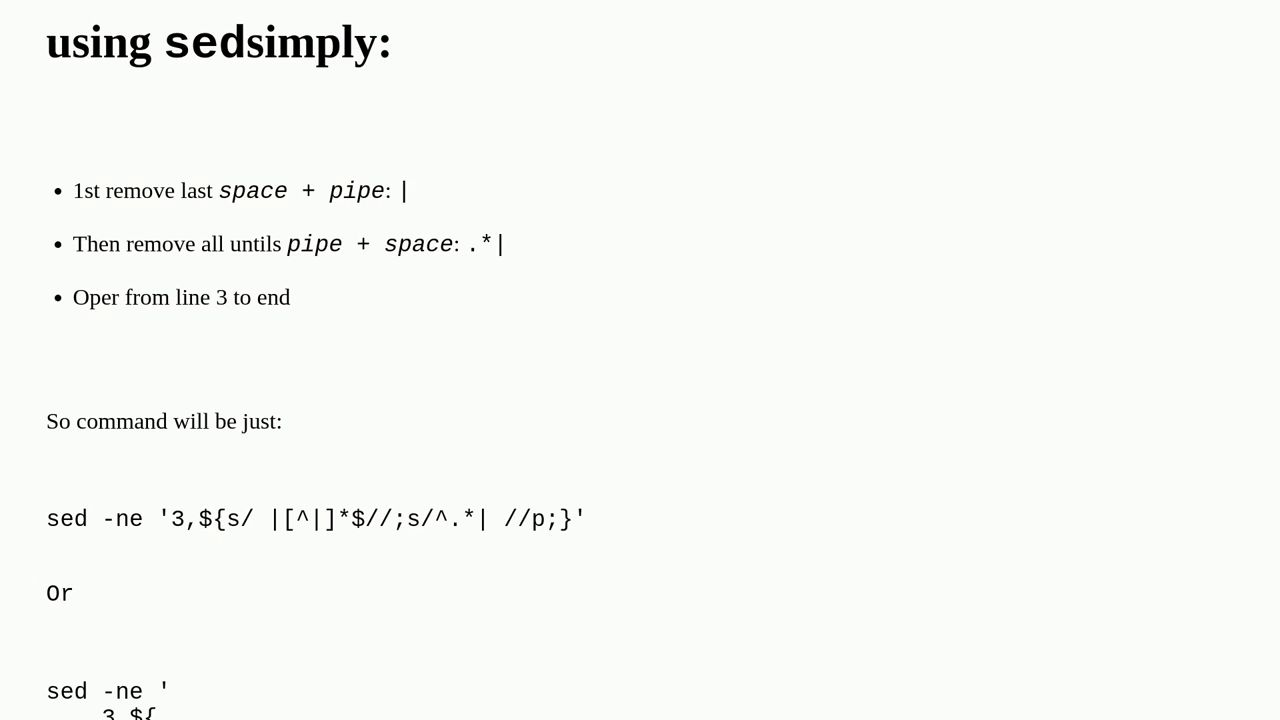 using sedsimply:
1st remove last space + pipe: |
Then remove all untils pipe + space: .*|
Oper from line 3 to end
So command will be just:
sed -ne '3,${s/ |[^|]*$//;s/^.*| //p;}'
Or
sed -ne '
3,${